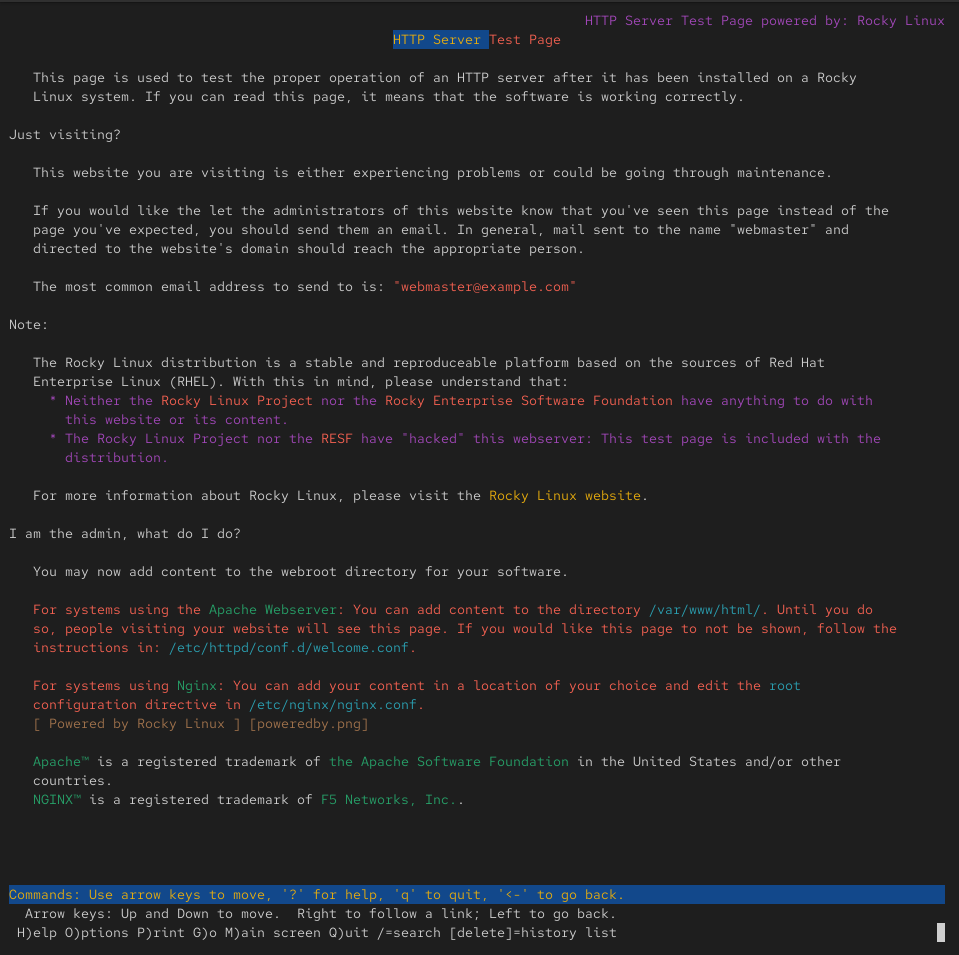 HTTP Server Test Page powered by: Rocky Linux
HTTP Server Test Page
This page is used to test the proper operation of an HTTP server after it has been installed on a Rocky
Linux system. If you can read this page, it means that the software is working correctly.
Just visiting?
This website you are visiting is either experiencing problems or could be going through maintenance.
If you would like the let the administrators of this website know that you've seen this page instead of the
page you've expected, you should send them an email. In general, mail sent to the name "webmaster" and
directed to the website's domain should reach the appropriate person.
The most common email address to send to is: "webmaster@example.com"
Note:
The Rocky Linux distribution is a stable and reproduceable platform based on the sources of Red Hat
Enterprise Linux (RHEL). With this in mind, please understand that:
* Neither the Rocky Linux Project nor the Rocky Enterprise Software Foundation have anything to do with
this website or its content.
* The Rocky Linux Project nor the RESF have "hacked" this webserver: This test page is included with the
distribution.
For more information about Rocky Linux, please visit the Rocky Linux website.
I am the admin, what do I do?
You may now add content to the webroot directory for your software.
For systems using the Apache Webserver: You can add content to the directory /var/www/html/. Until you do
so, people visiting your website will see this page. If you would like this page to not be shown, follow the
instructions in: /etc/httpd/conf.d/welcome.conf.
For systems using Nginx: You can add your content in a location of your choice and edit the root
configuration directive in /etc/nginx/nginx.conf.
[ Powered by Rocky Linux ] [poweredby.png]
Apache™ is a registered trademark of the Apache Software Foundation in the United States and/or other
countries.
NGINX™ is a registered trademark of F5 Networks, Inc..
Commands: Use arrow keys to move, `?' for help, `q' to quit, `<-' to go back.
Arrow keys: Up and Down to move.  Right to follow a link; Left to go back.
H)elp O)ptions P)rint G)o M)ain screen Q)uit /=search [delete]=history list